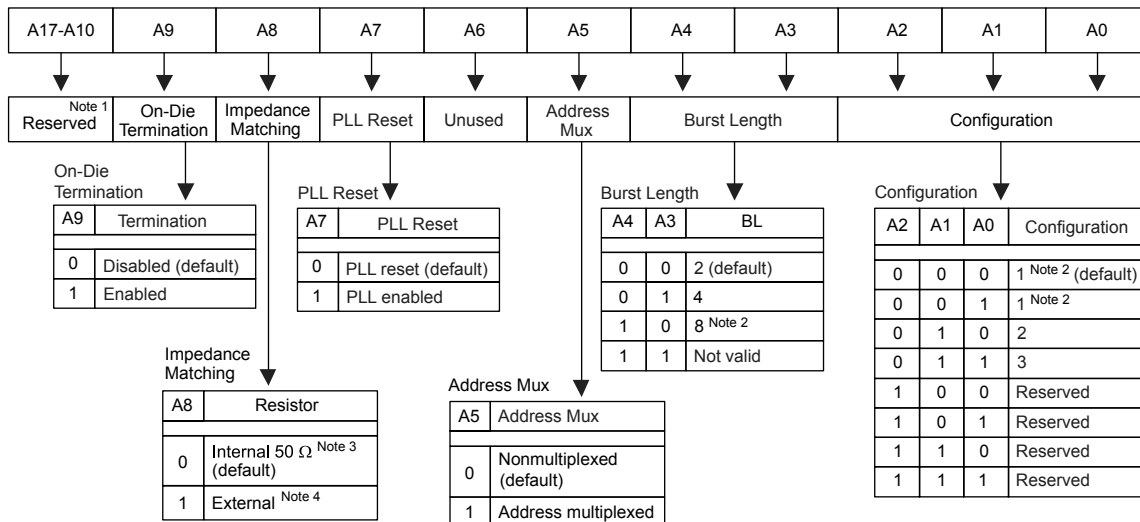 A17-A10 A9 A8 A7 A6 A5 A4 A3 A2 A1 A0
Reserved Note 1
On-Die
Termination
Impedance
Matching
PLL Reset
Unused
Address
Mux
Burst Length
Configuration
On-Die
Termination
A9 Termination
0 Disabled (default)
1 Enabled
PLL Reset
A7 PLL Reset
0 PLL reset (default)
1 PLL enabled
Burst Length
A4 A3 BL
0 0 2 (default)
0 1 4
1 0 8 Note 2
1 1 Not valid
Configuration
A2 A1 A0 Configuration
0 0 0 1 Note 2 (default)
0 0 1 1 Note 2
0 1 0 2
0 1 1 3
1 0 0 Reserved
1 0 1 Reserved
1 1 0 Reserved
1 1 1 Reserved
Impedance
Matching
A8 Resistor
0 Internal 50 Ω Note 3
(default)
1 External Note 4
Address Mux
A5 Address Mux
0 Nonmultiplexed
(default)
1 Address multiplexed